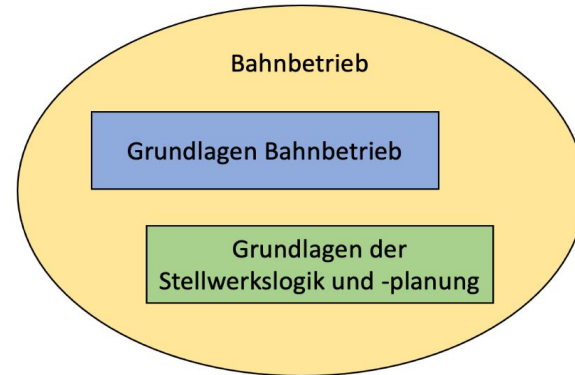 Bahnbetrieb
Grundlagen Bahnbetrieb
Grundlagen der
Stellwerkslogik und -planung